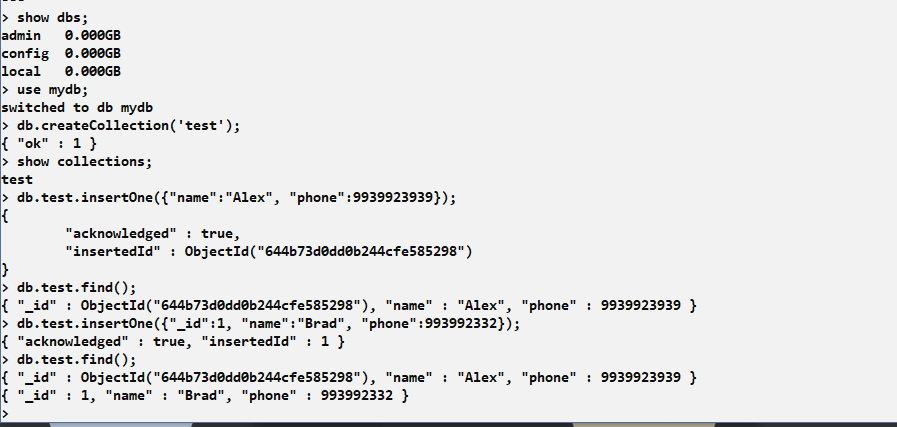 > show dbs;
admin   0.000GB
config  0.000GB
local   0.000GB
> use mydb;
switched to db mydb
> db.createCollection('test');
{ "ok" : 1 }
> show collections;
test
> db.test.insertOne({"name":"Alex", "phone":9939923939});
{
        "acknowledged" : true,
        "insertedId" : ObjectId("644b73d0dd0b244cfe585298")
}
> db.test.find();
{ "_id" : ObjectId("644b73d0dd0b244cfe585298"), "name" : "Alex", "phone" : 9939923939 }
> db.test.insertOne({"_id":1, "name":"Brad", "phone":993992332});
{ "acknowledged" : true, "insertedId" : 1 }
> db.test.find();
{ "_id" : ObjectId("644b73d0dd0b244cfe585298"), "name" : "Alex", "phone" : 9939923939 }
{ "_id" : 1, "name" : "Brad", "phone" : 993992332 }
>